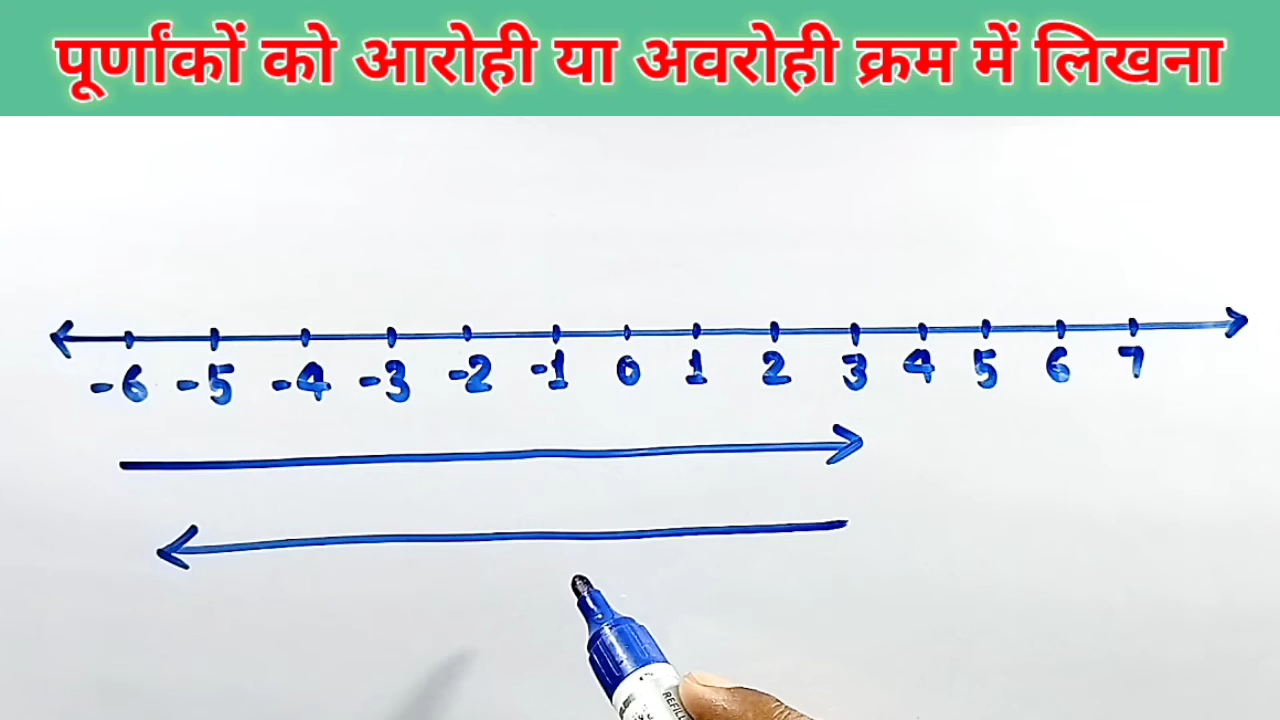 पूर्णांकों को आरोही या अवरोही क्रम में लिखना
-6 -5 -4 -3 -2 -1 0 1 2 3 4 5 6 7